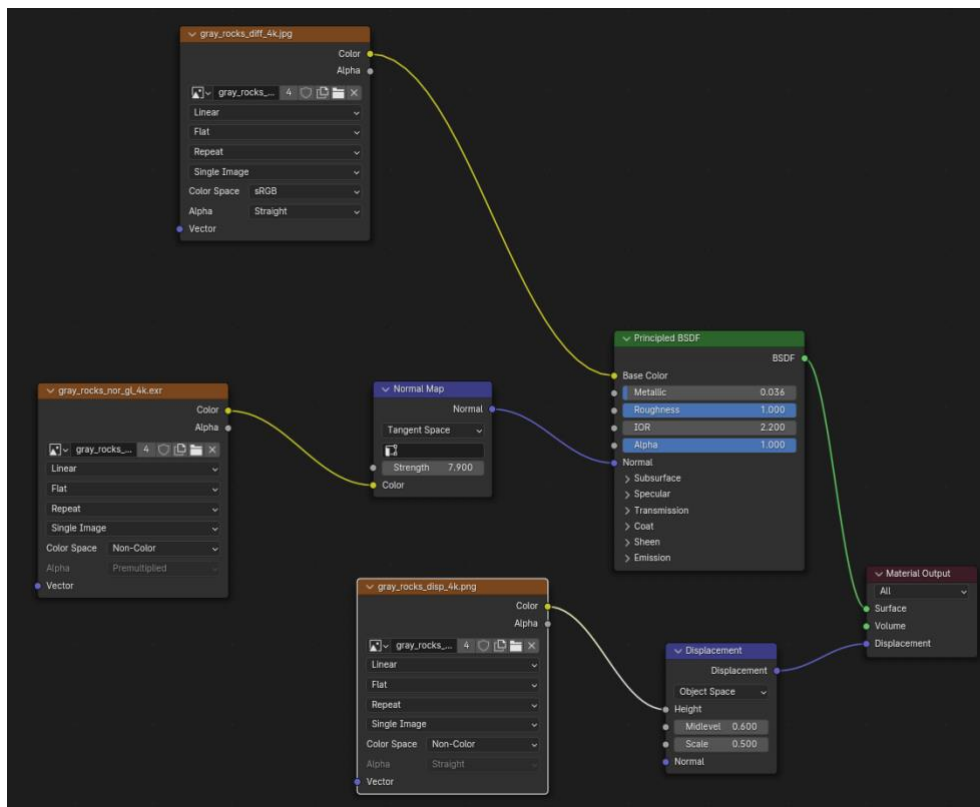 gray_rocks_diff_4k.jpg
Color
Alpha
gray_rocks_... 4
Linear
Flat
Repeat
Single Image
Color Space sRGB
Alpha Straight
Vector
gray_rocks_nor_gl_4k.exr
Color
Alpha
gray_rocks_... 4
Linear
Flat
Repeat
Single Image
Color Space Non-Color
Alpha Premultiplied
Vector
Normal Map
Normal
Tangent Space
Strength 7.900
Color
Principled BSDF
BSDF
Base Color
Metallic 0.036
Roughness 1.000
IOR 2.200
Alpha 1.000
Normal
Subsurface
Specular
Transmission
Coat
Sheen
Emission
gray_rocks_disp_4k.png
Color
Alpha
gray_rocks_... 4
Linear
Flat
Repeat
Single Image
Color Space Non-Color
Alpha Straight
Vector
Displacement
Displacement
Object Space
Height
Midlevel 0.600
Scale 0.500
Normal
Material Output
All
Surface
Volume
Displacement